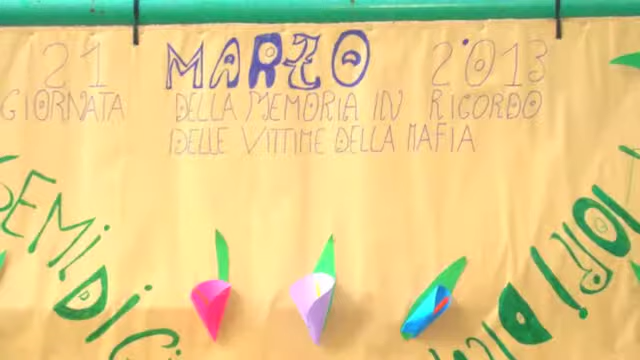 21 MARZO 2013
GIORNATA DELLA MEMORIA IN RICORDO
DELLE VITTIME DELLA MAFIA
SEMI DI